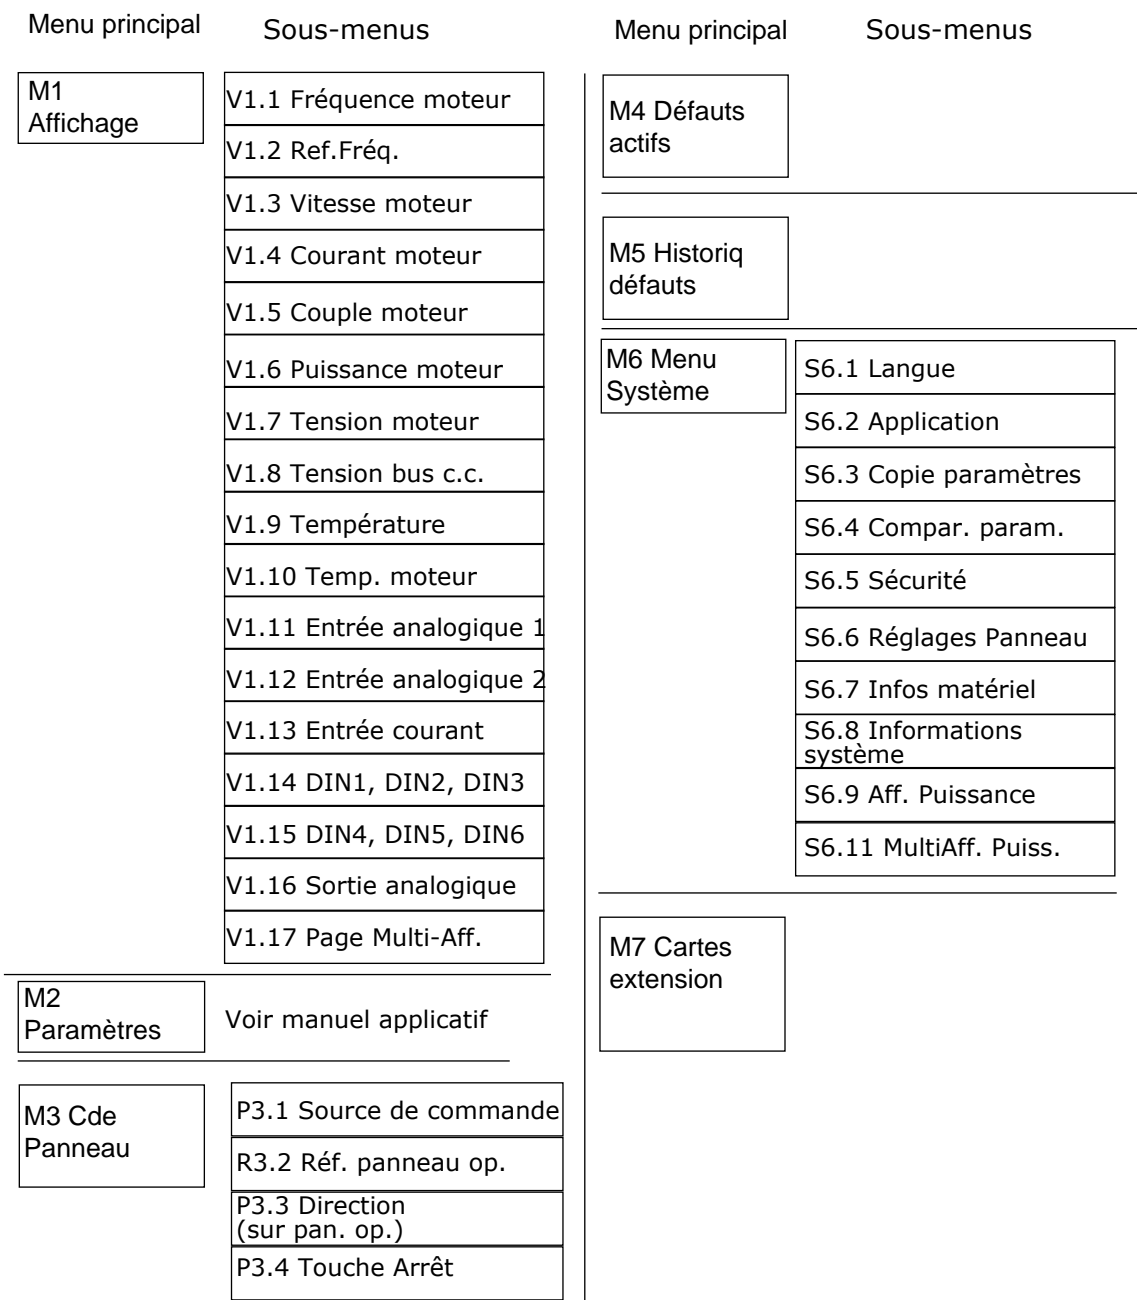 Menu principal
Sous-menus
M1
Affichage
V1.1 Fréquence moteur
V1.2 Ref.Fréq.
V1.3 Vitesse moteur
V1.4 Courant moteur
V1.5 Couple moteur
V1.6 Puissance moteur
V1.7 Tension moteur
V1.8 Tension bus c.c.
V1.9 Température
V1.10 Temp. moteur
V1.11 Entrée analogique 1
V1.12 Entrée analogique 2
V1.13 Entrée courant
V1.14 DIN1, DIN2, DIN3
V1.15 DIN4, DIN5, DIN6
V1.16 Sortie analogique
V1.17 Page Multi-Aff.
M2
Paramètres
Voir manuel applicatif
M3 Cde
Panneau
P3.1 Source de commande
R3.2 Réf. panneau op.
P3.3 Direction
(sur pan. op.)
P3.4 Touche Arrêt
Menu principal
Sous-menus
M4 Défauts
actifs
M5 Historiq
défauts
M6 Menu
Système
S6.1 Langue
S6.2 Application
S6.3 Copie paramètres
S6.4 Compar. param.
S6.5 Sécurité
S6.6 Réglages Panneau
S6.7 Infos matériel
S6.8 Informations
système
S6.9 Aff. Puissance
S6.11 MultiAff. Puiss.
M7 Cartes
extension